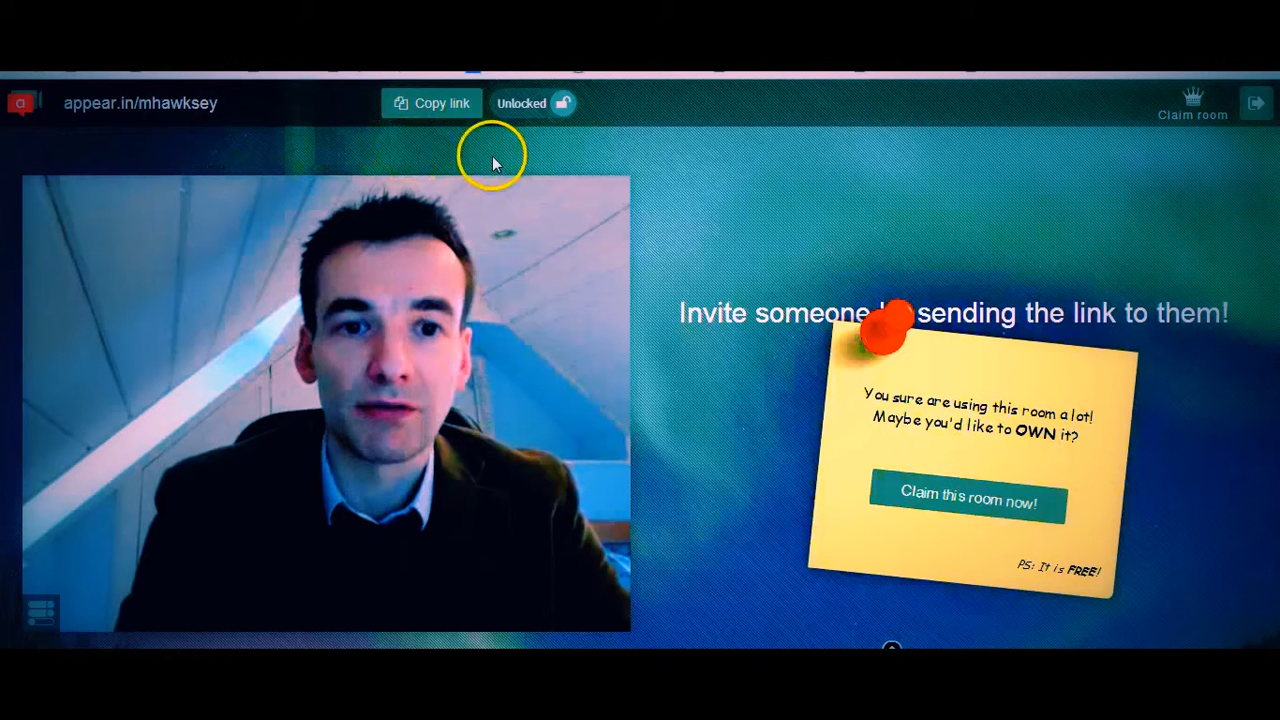 a appear.in/mhawksey Copy link Unlocked
Claim room
Invite someone sending the link to them!
You sure are using this room a lot!
Maybe you'd like to OWN it?
Claim this room now!
PS: It is FREE!